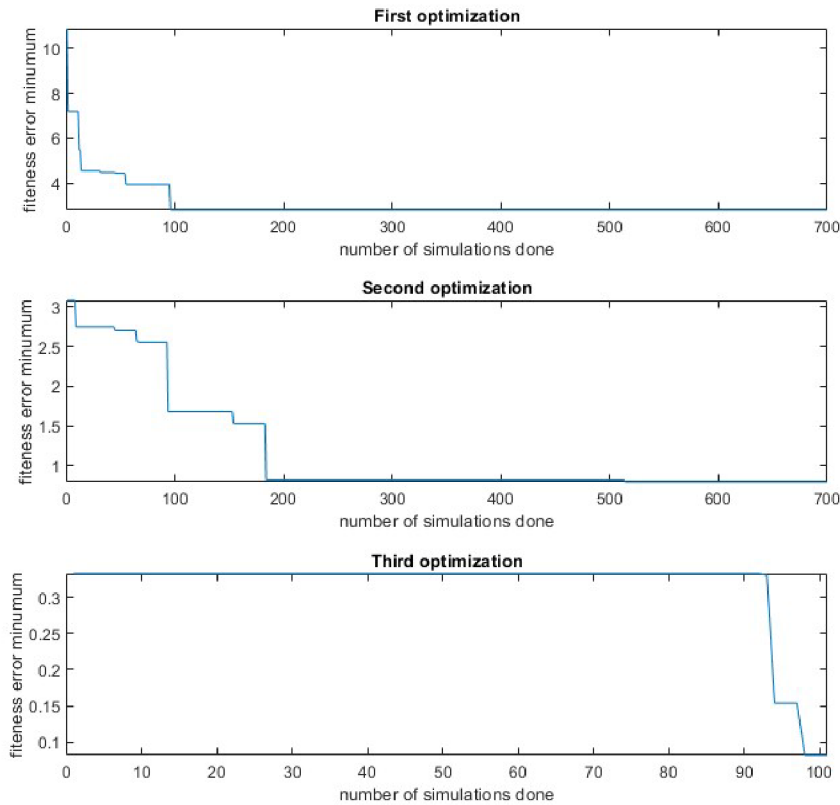 First optimization
10
8
6
4
fiteness error minumum
0 100 200 300 400 500 600 700
number of simulations done
Second optimization
3
2.5
2
1.5
1
fiteness error minumum
0 100 200 300 400 500 600 700
number of simulations done
Third optimization
0.3
0.25
0.2
0.15
0.1
fiteness error minumum
0 10 20 30 40 50 60 70 80 90 100
number of simulations done